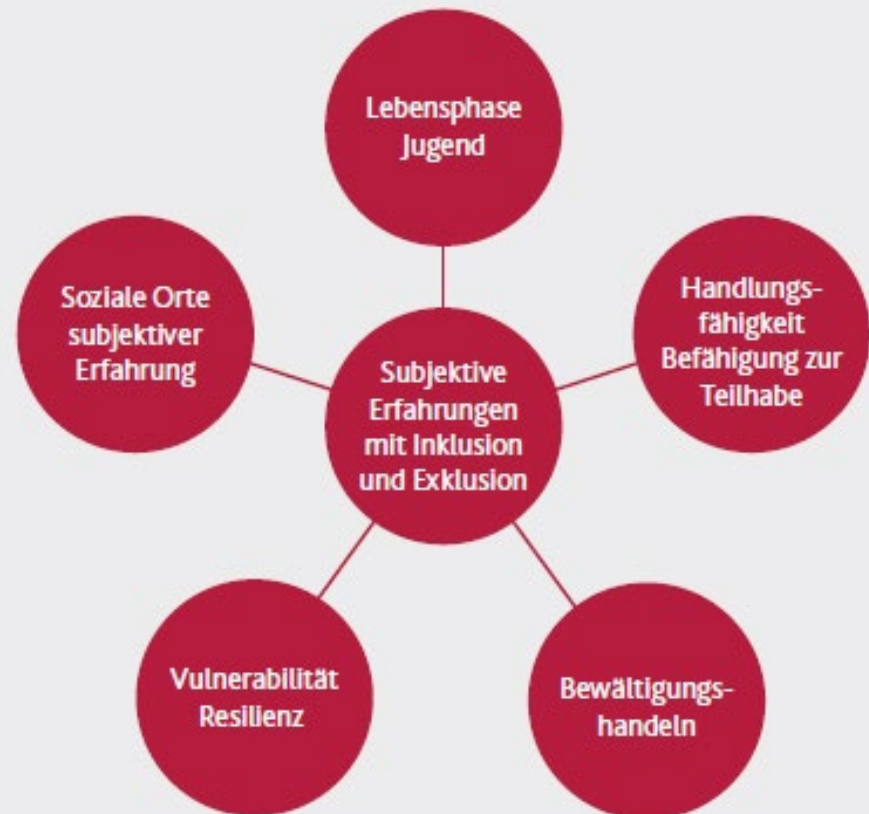 Lebensphase
Jugend
Soziale Orte
subjektiver
Erfahrung
Handlungs-
fähigkeit
Befähigung zur
Teilhabe
Subjektive
Erfahrungen
mit Inklusion
und Exklusion
Vulnerabilität
Resilienz
Bewältigungs-
handeln